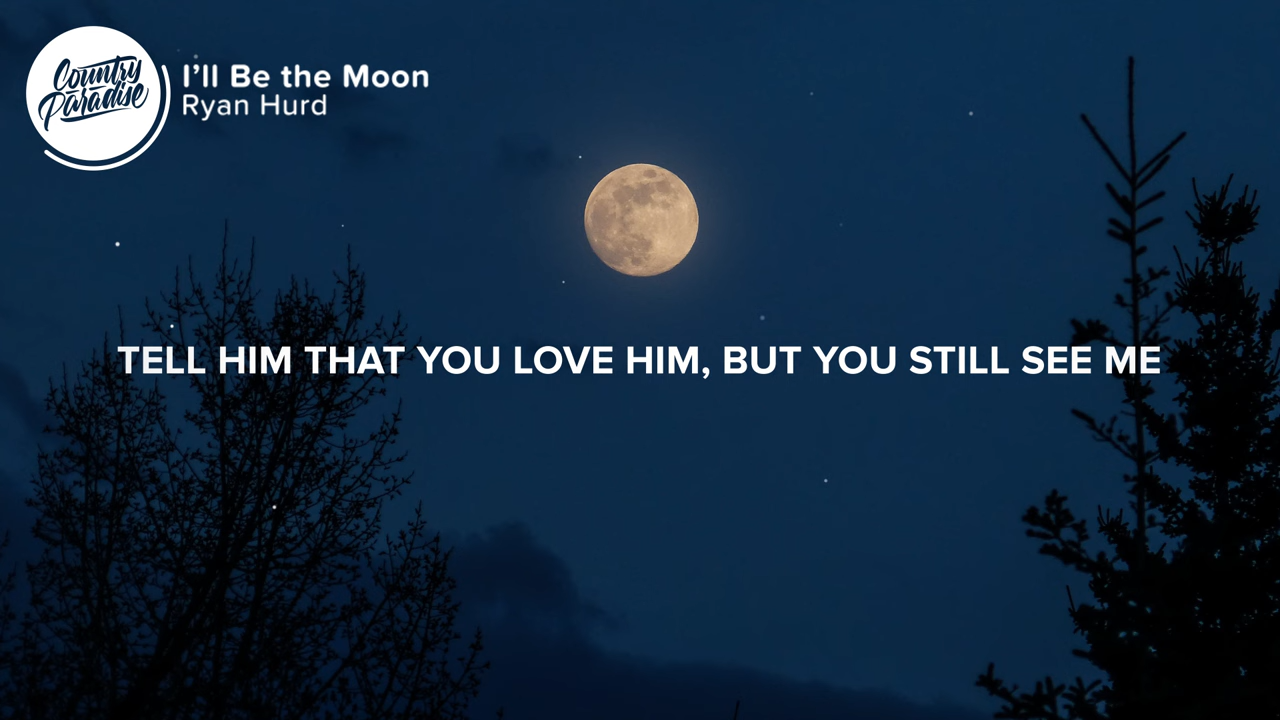 Country
Paradise
I'll Be the Moon
Ryan Hurd
TELL HIM THAT YOU LOVE HIM, BUT YOU STILL SEE ME